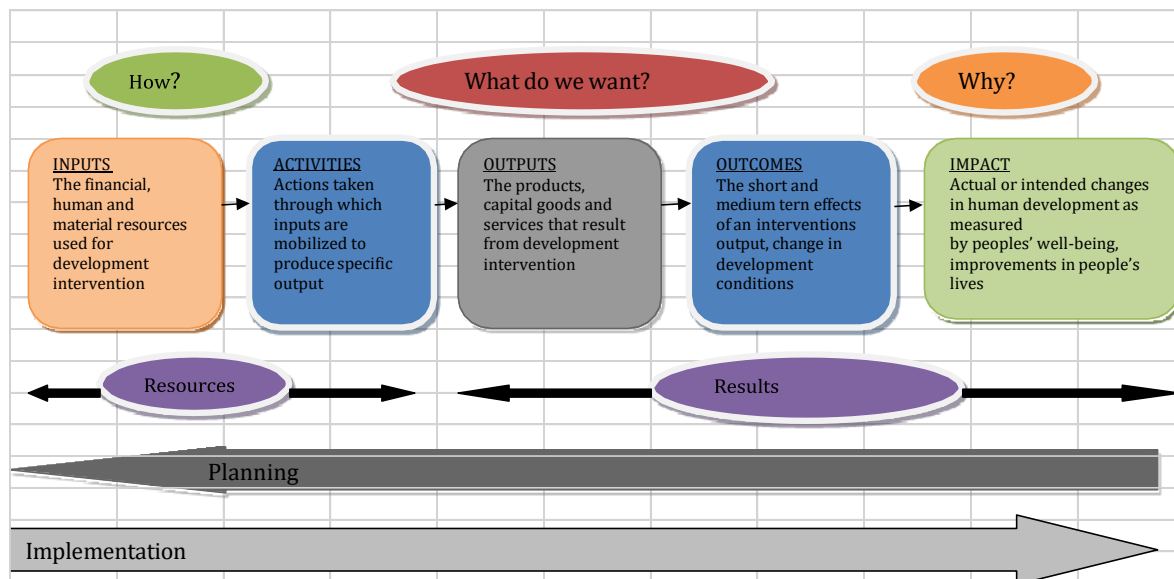 How?
What do we want?
Why?
INPUTS
The financial,
human and
material resources
used for
development
intervention
ACTIVITIES
Actions taken
through which
inputs are
mobilized to
produce specific
output
OUTPUTS
The products,
capital goods and
services that result
from development
intervention
OUTCOMES
The short and
medium tern effects
of an interventions
output, change in
development
conditions
IMPACT
Actual or intended changes
in human development as
measured
by peoples’ well-being,
improvements in people’s
lives
Resources
Results
Planning
Implementation